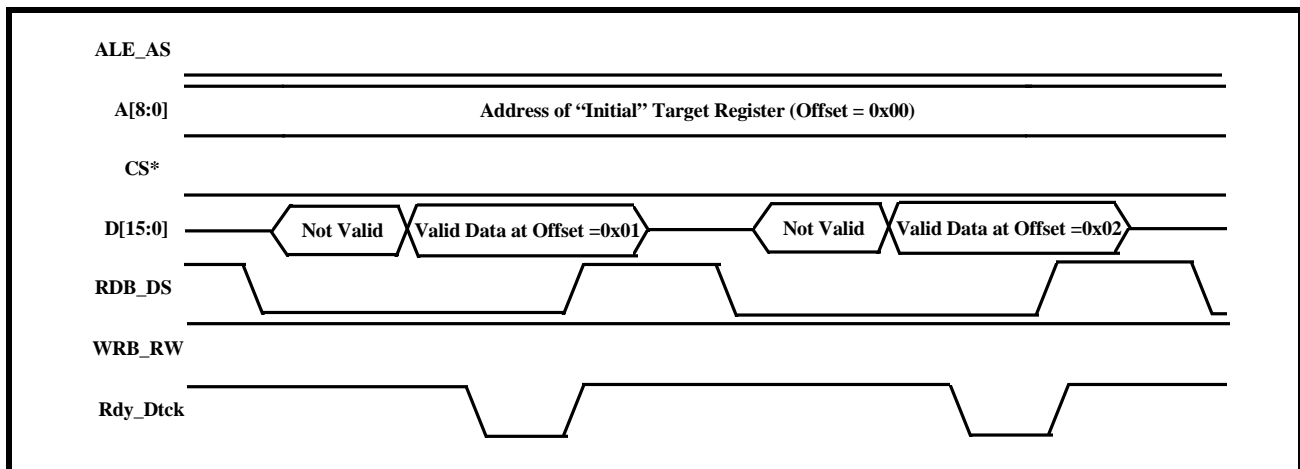 ALE_AS
A[8:0] Address of “Initial” Target Register (Offset = 0x00)
CS*
D[15:0] Not Valid Valid Data at Offset =0x01 Not Valid Valid Data at Offset =0x02
RDB_DS
WRB_RW
Rdy_Dtck